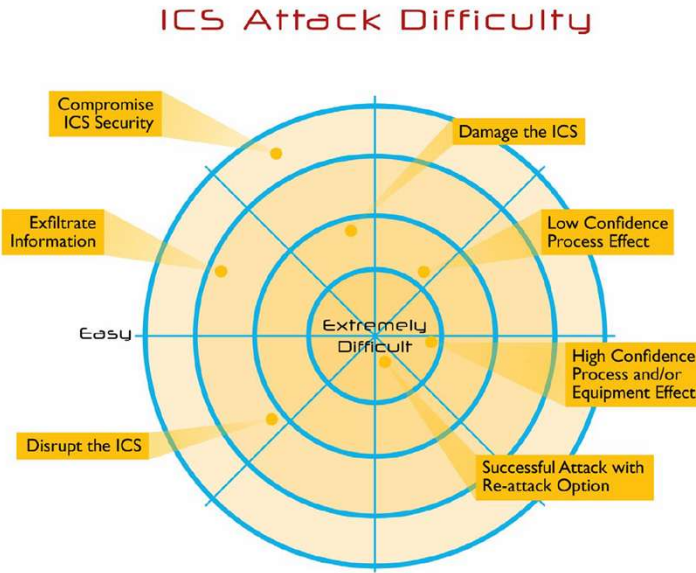 ICS Attack Difficulty
Compromise
ICS Security
Damage the ICS
Exfiltrate
Information
Low Confidence
Process Effect
Easy
Extremely
Difficult
High Confidence
Process and/or
Equipment Effect
Disrupt the ICS
Successful Attack with
Re-attack Option